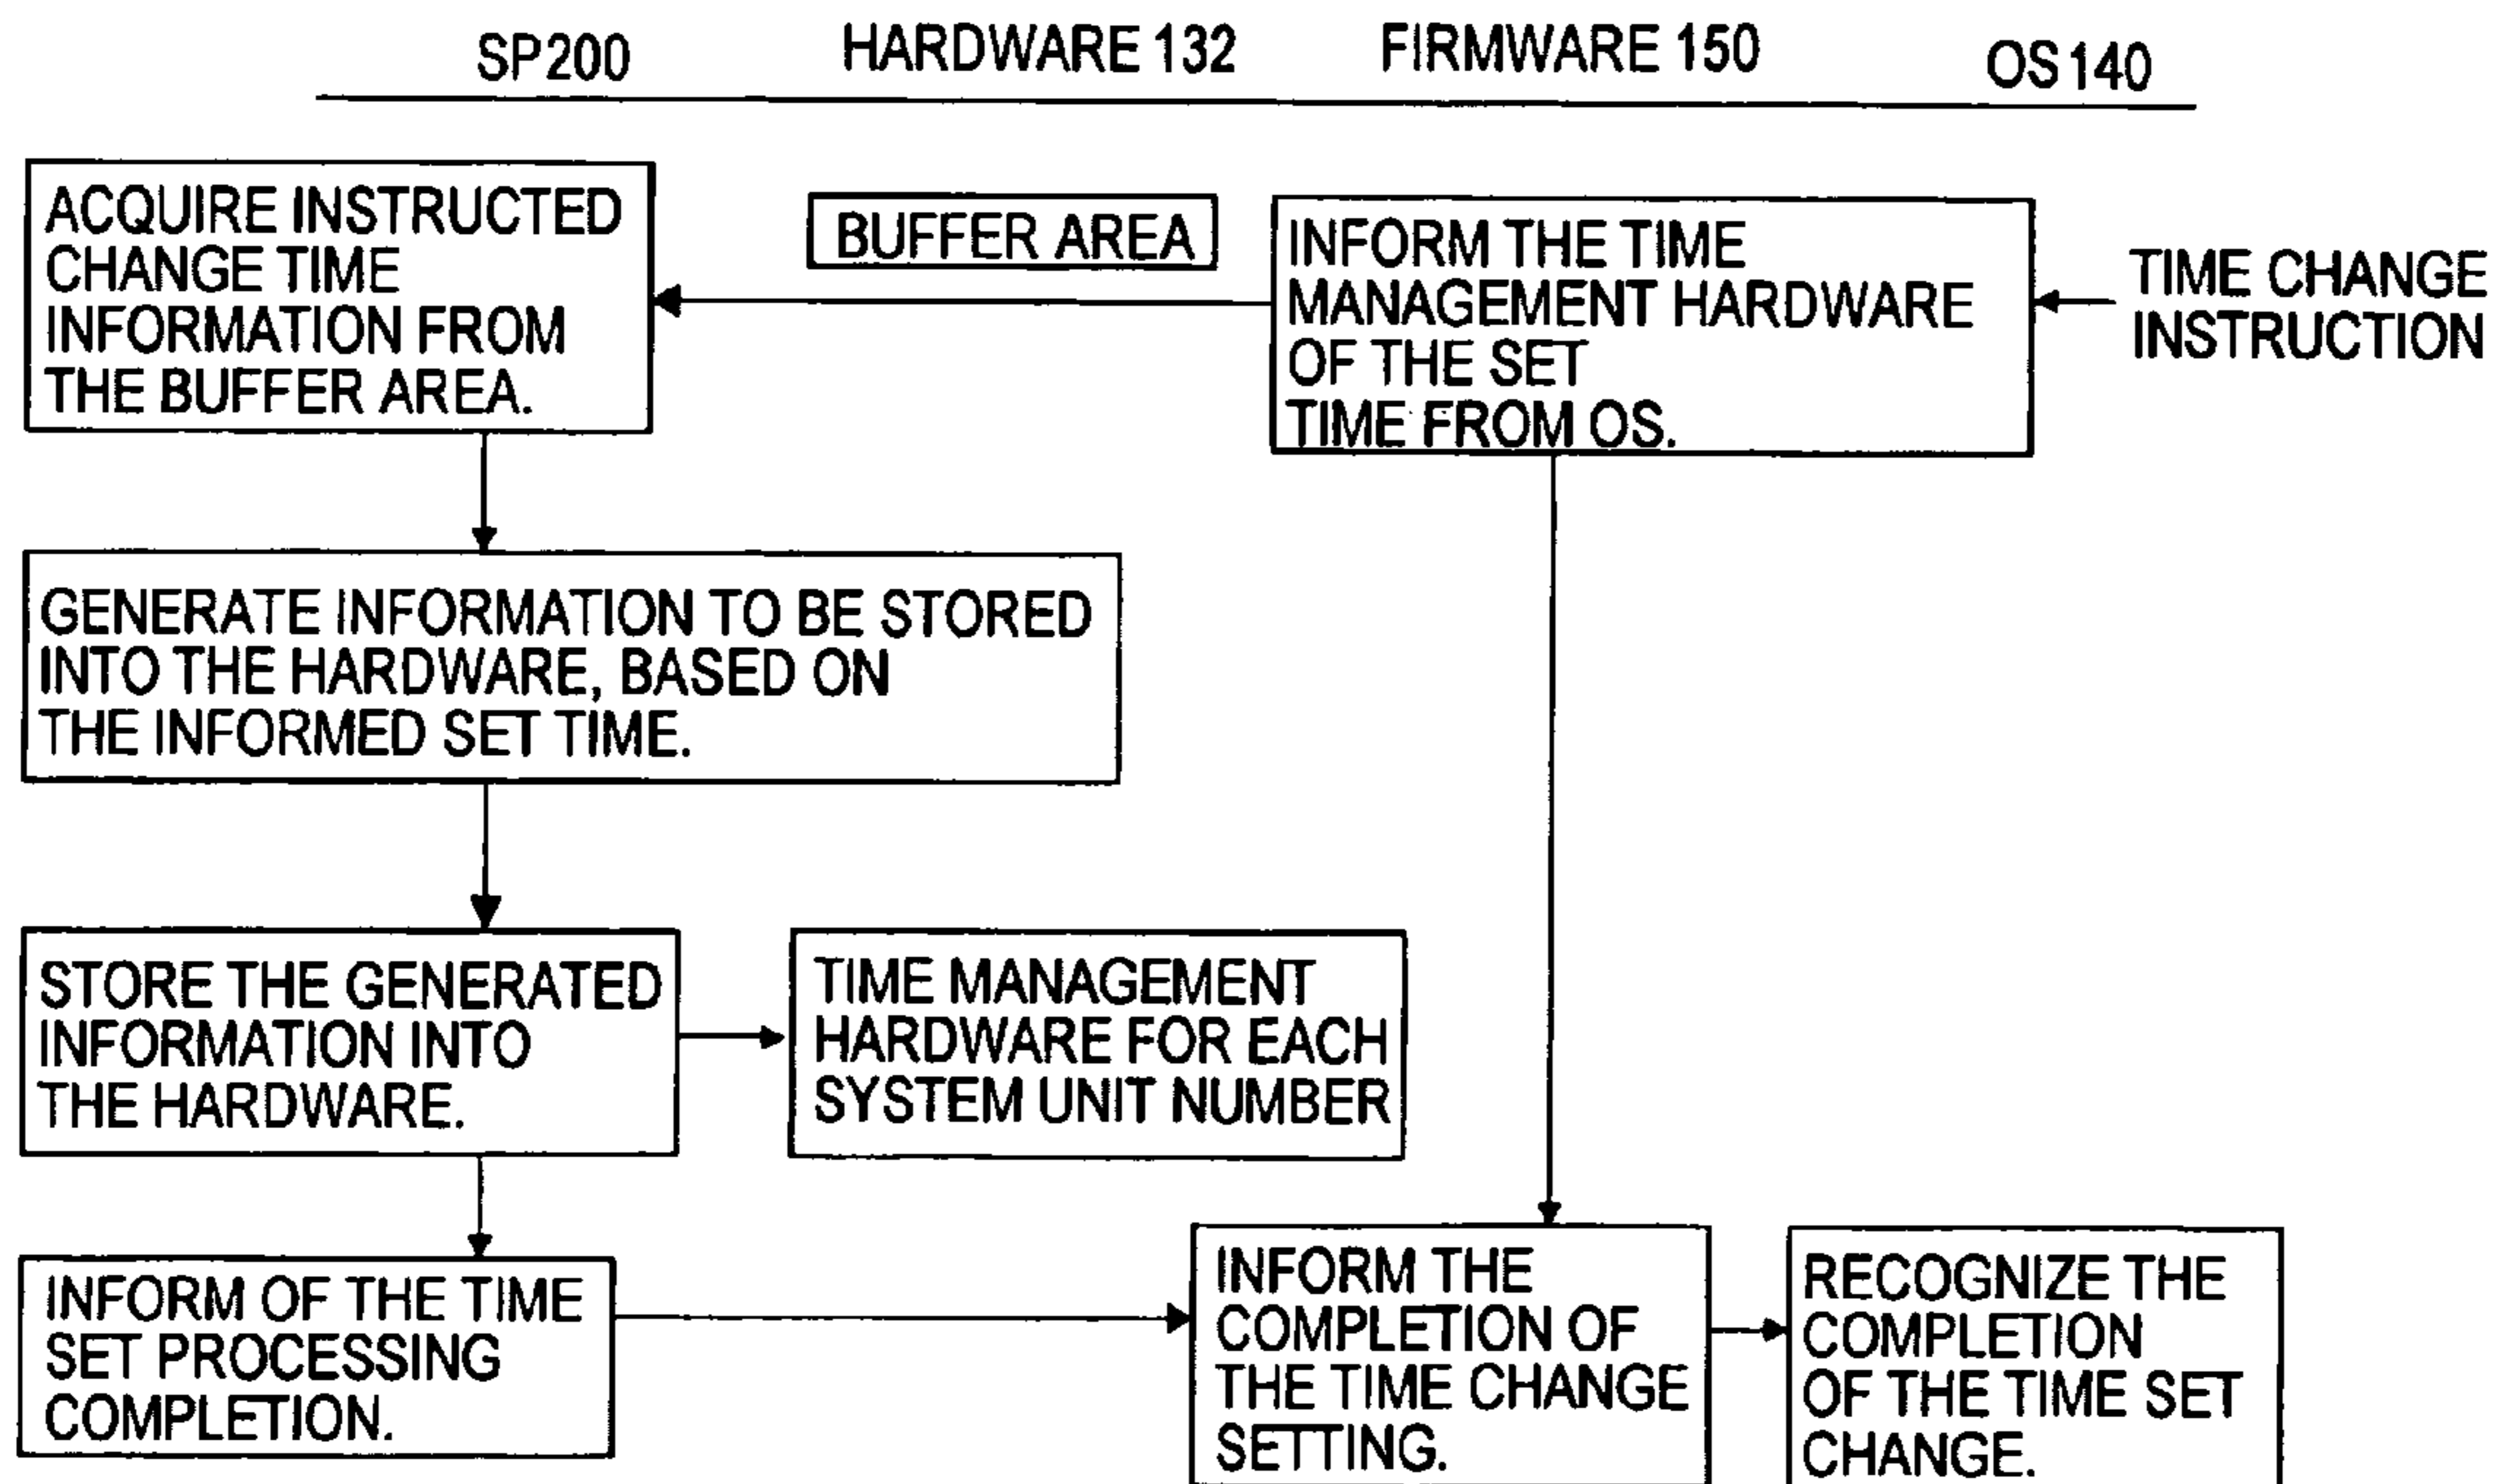 SP200
HARDWARE 132
FIRMWARE 150
OS140
ACQUIRE INSTRUCTED
CHANGE TIME
INFORMATION FROM
THE BUFFER AREA.
BUFFER AREA
INFORM THE TIME
MANAGEMENT HARDWARE
OF THE SET
TIME FROM OS.
TIME CHANGE
INSTRUCTION
GENERATE INFORMATION TO BE STORED
INTO THE HARDWARE, BASED ON
THE INFORMED SET TIME.
STORE THE GENERATED
INFORMATION INTO
THE HARDWARE.
TIME MANAGEMENT
HARDWARE FOR EACH
SYSTEM UNIT NUMBER
INFORM OF THE TIME
SET PROCESSING
COMPLETION.
INFORM THE
COMPLETION OF
THE TIME CHANGE
SETTING.
RECOGNIZE THE
COMPLETION
OF THE TIME SET
CHANGE.